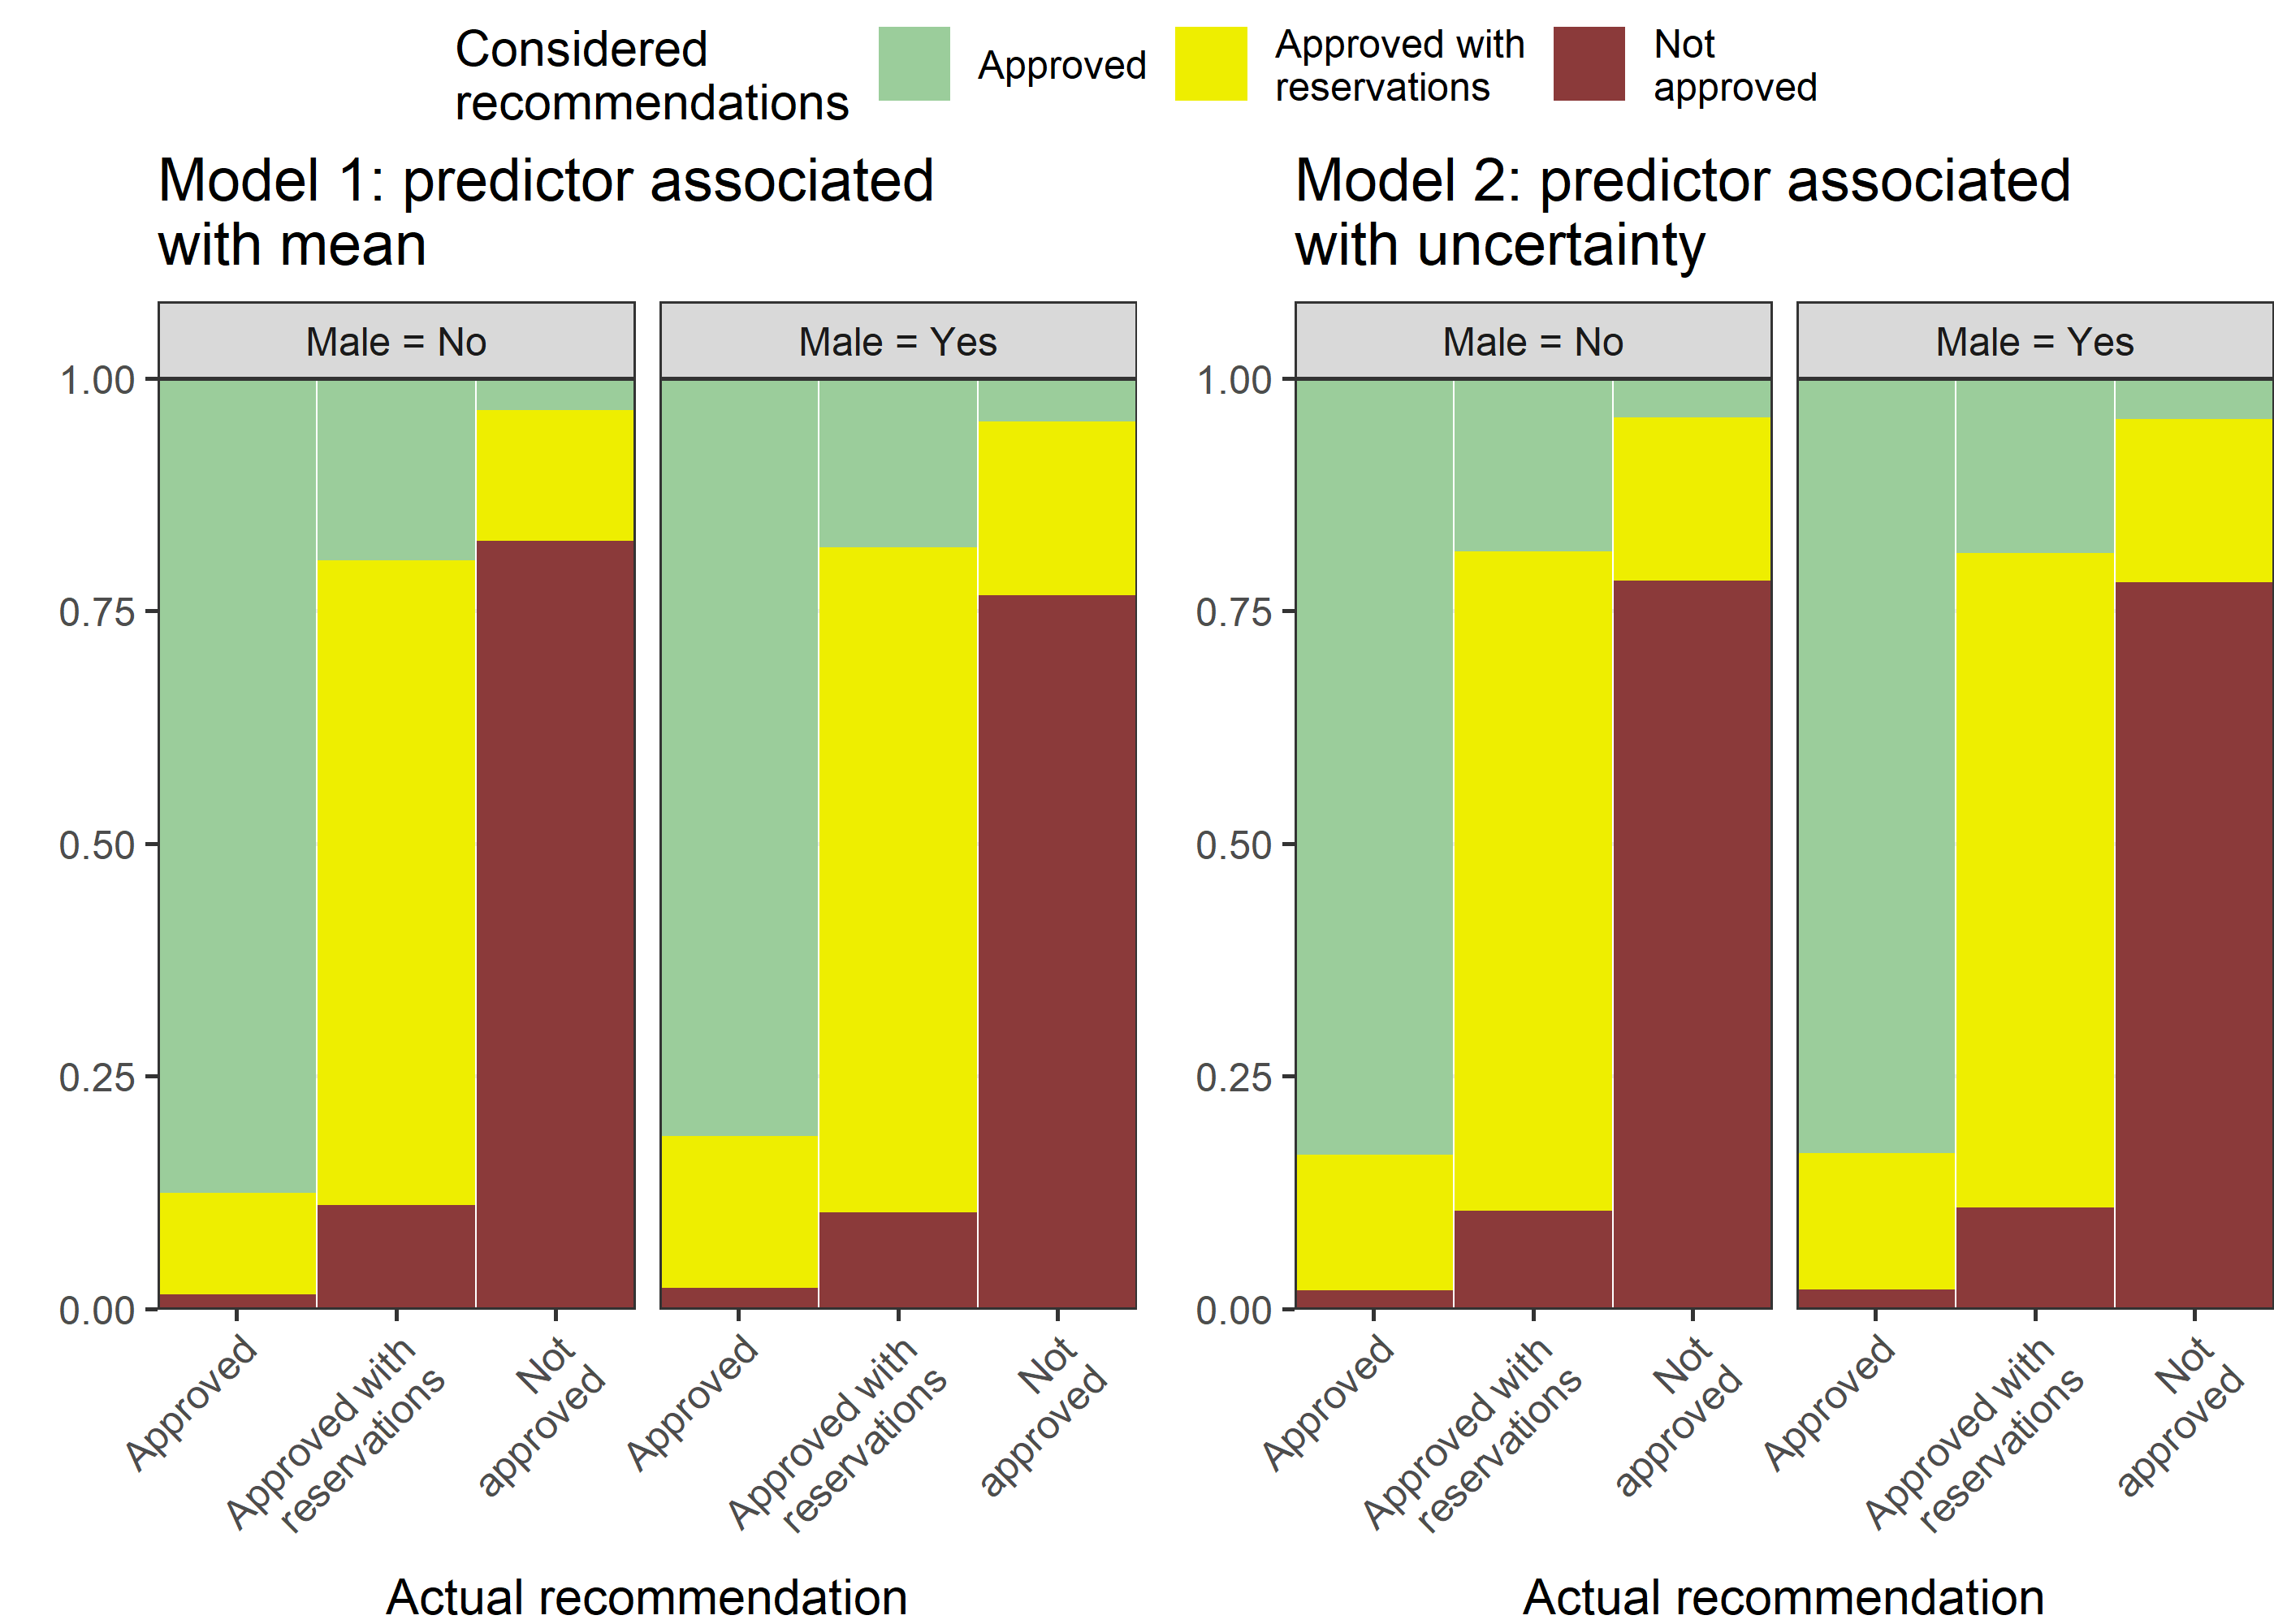 Considered
recommendations
Approved
Approved with
reservations
Not
approved
Model 1: predictor associated
with mean
Male = No
Male = Yes
1.00
0.75
0.50
0.25
0.00
Approved
Approved with
reservations
Not
approved
Approved
Approved with
reservations
Not
approved
Actual recommendation
Model 2: predictor associated
with uncertainty
Male = No
Male = Yes
1.00
0.75
0.50
0.25
0.00
Approved
Approved with
reservations
Not
approved
Approved
Approved with
reservations
Not
approved
Actual recommendation